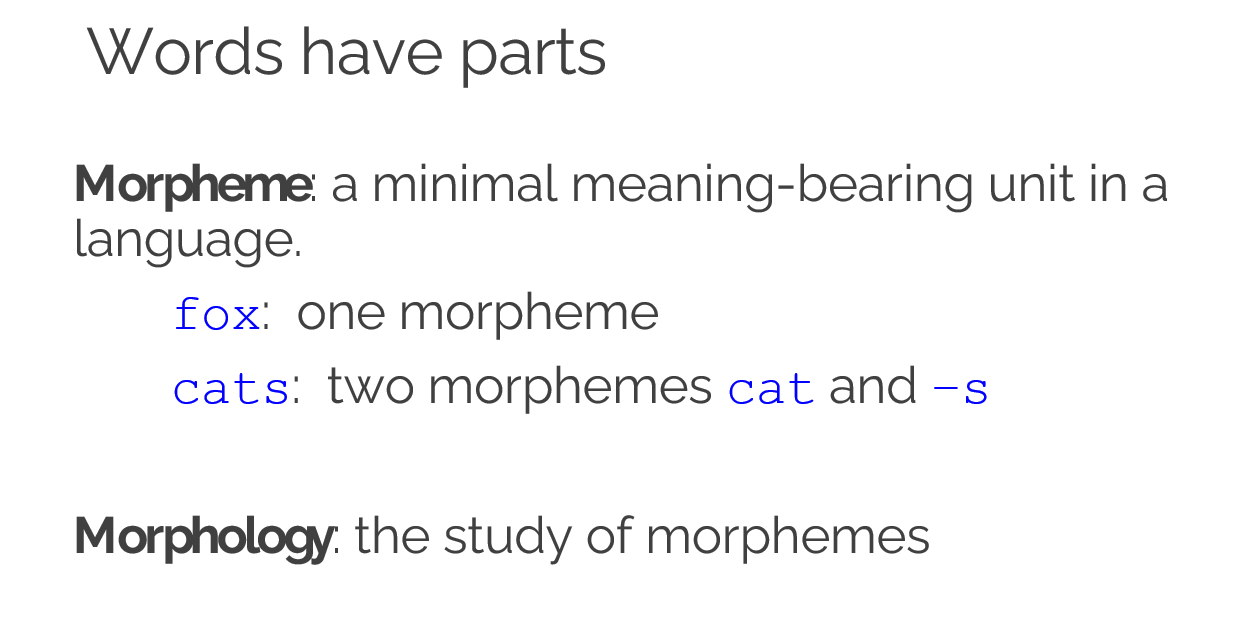 Words have parts
Morpheme: a minimal meaning-bearing unit in a
language.
fox: one morpheme
cats: two morphemes cat and –s
Morphology: the study of morphemes